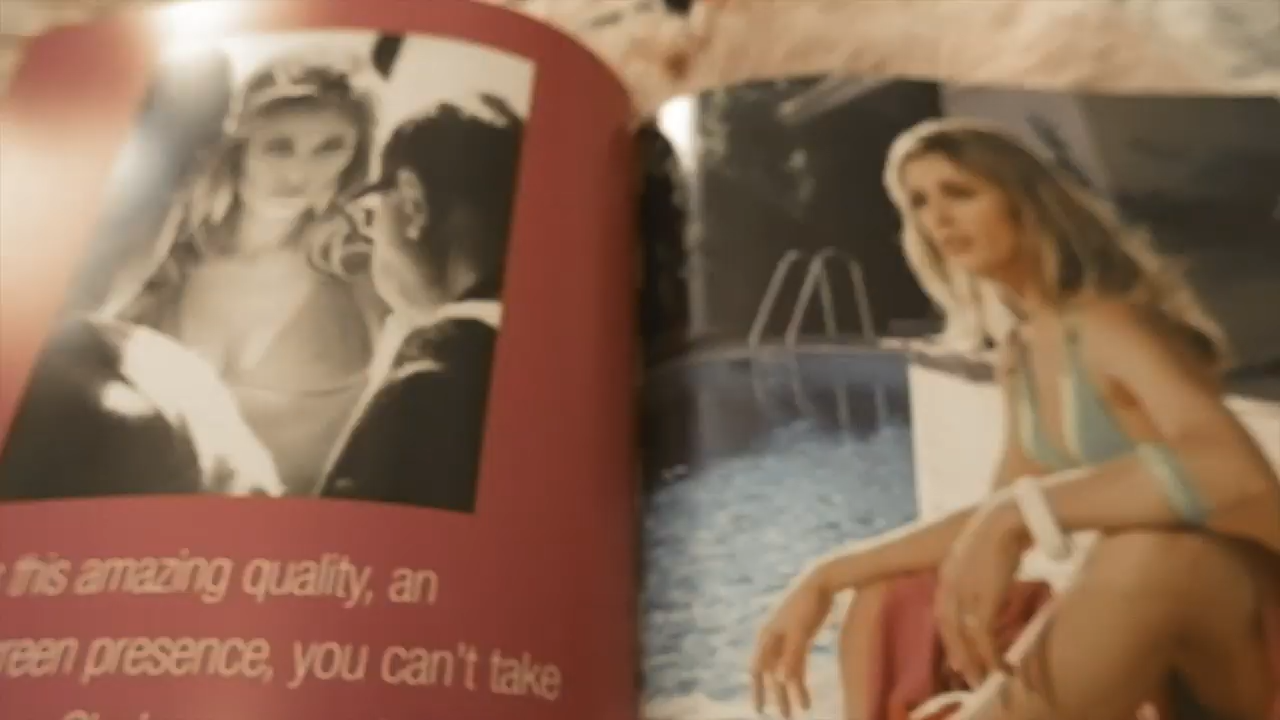 this amazing quality, an
reen presence, you can't take